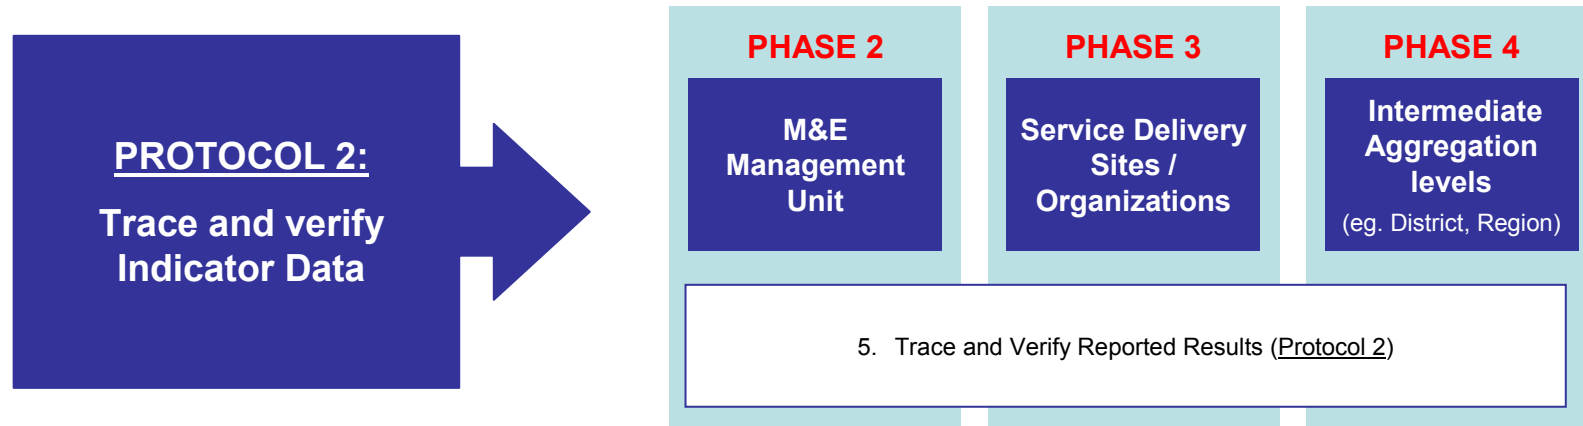 PROTOCOL 2:
Trace and verify
Indicator Data
PHASE 2
M&E
Management
Unit
PHASE 3
Service Delivery
Sites /
Organizations
PHASE 4
Intermediate
Aggregation
levels
(eg. District, Region)
5. Trace and Verify Reported Results (Protocol 2)